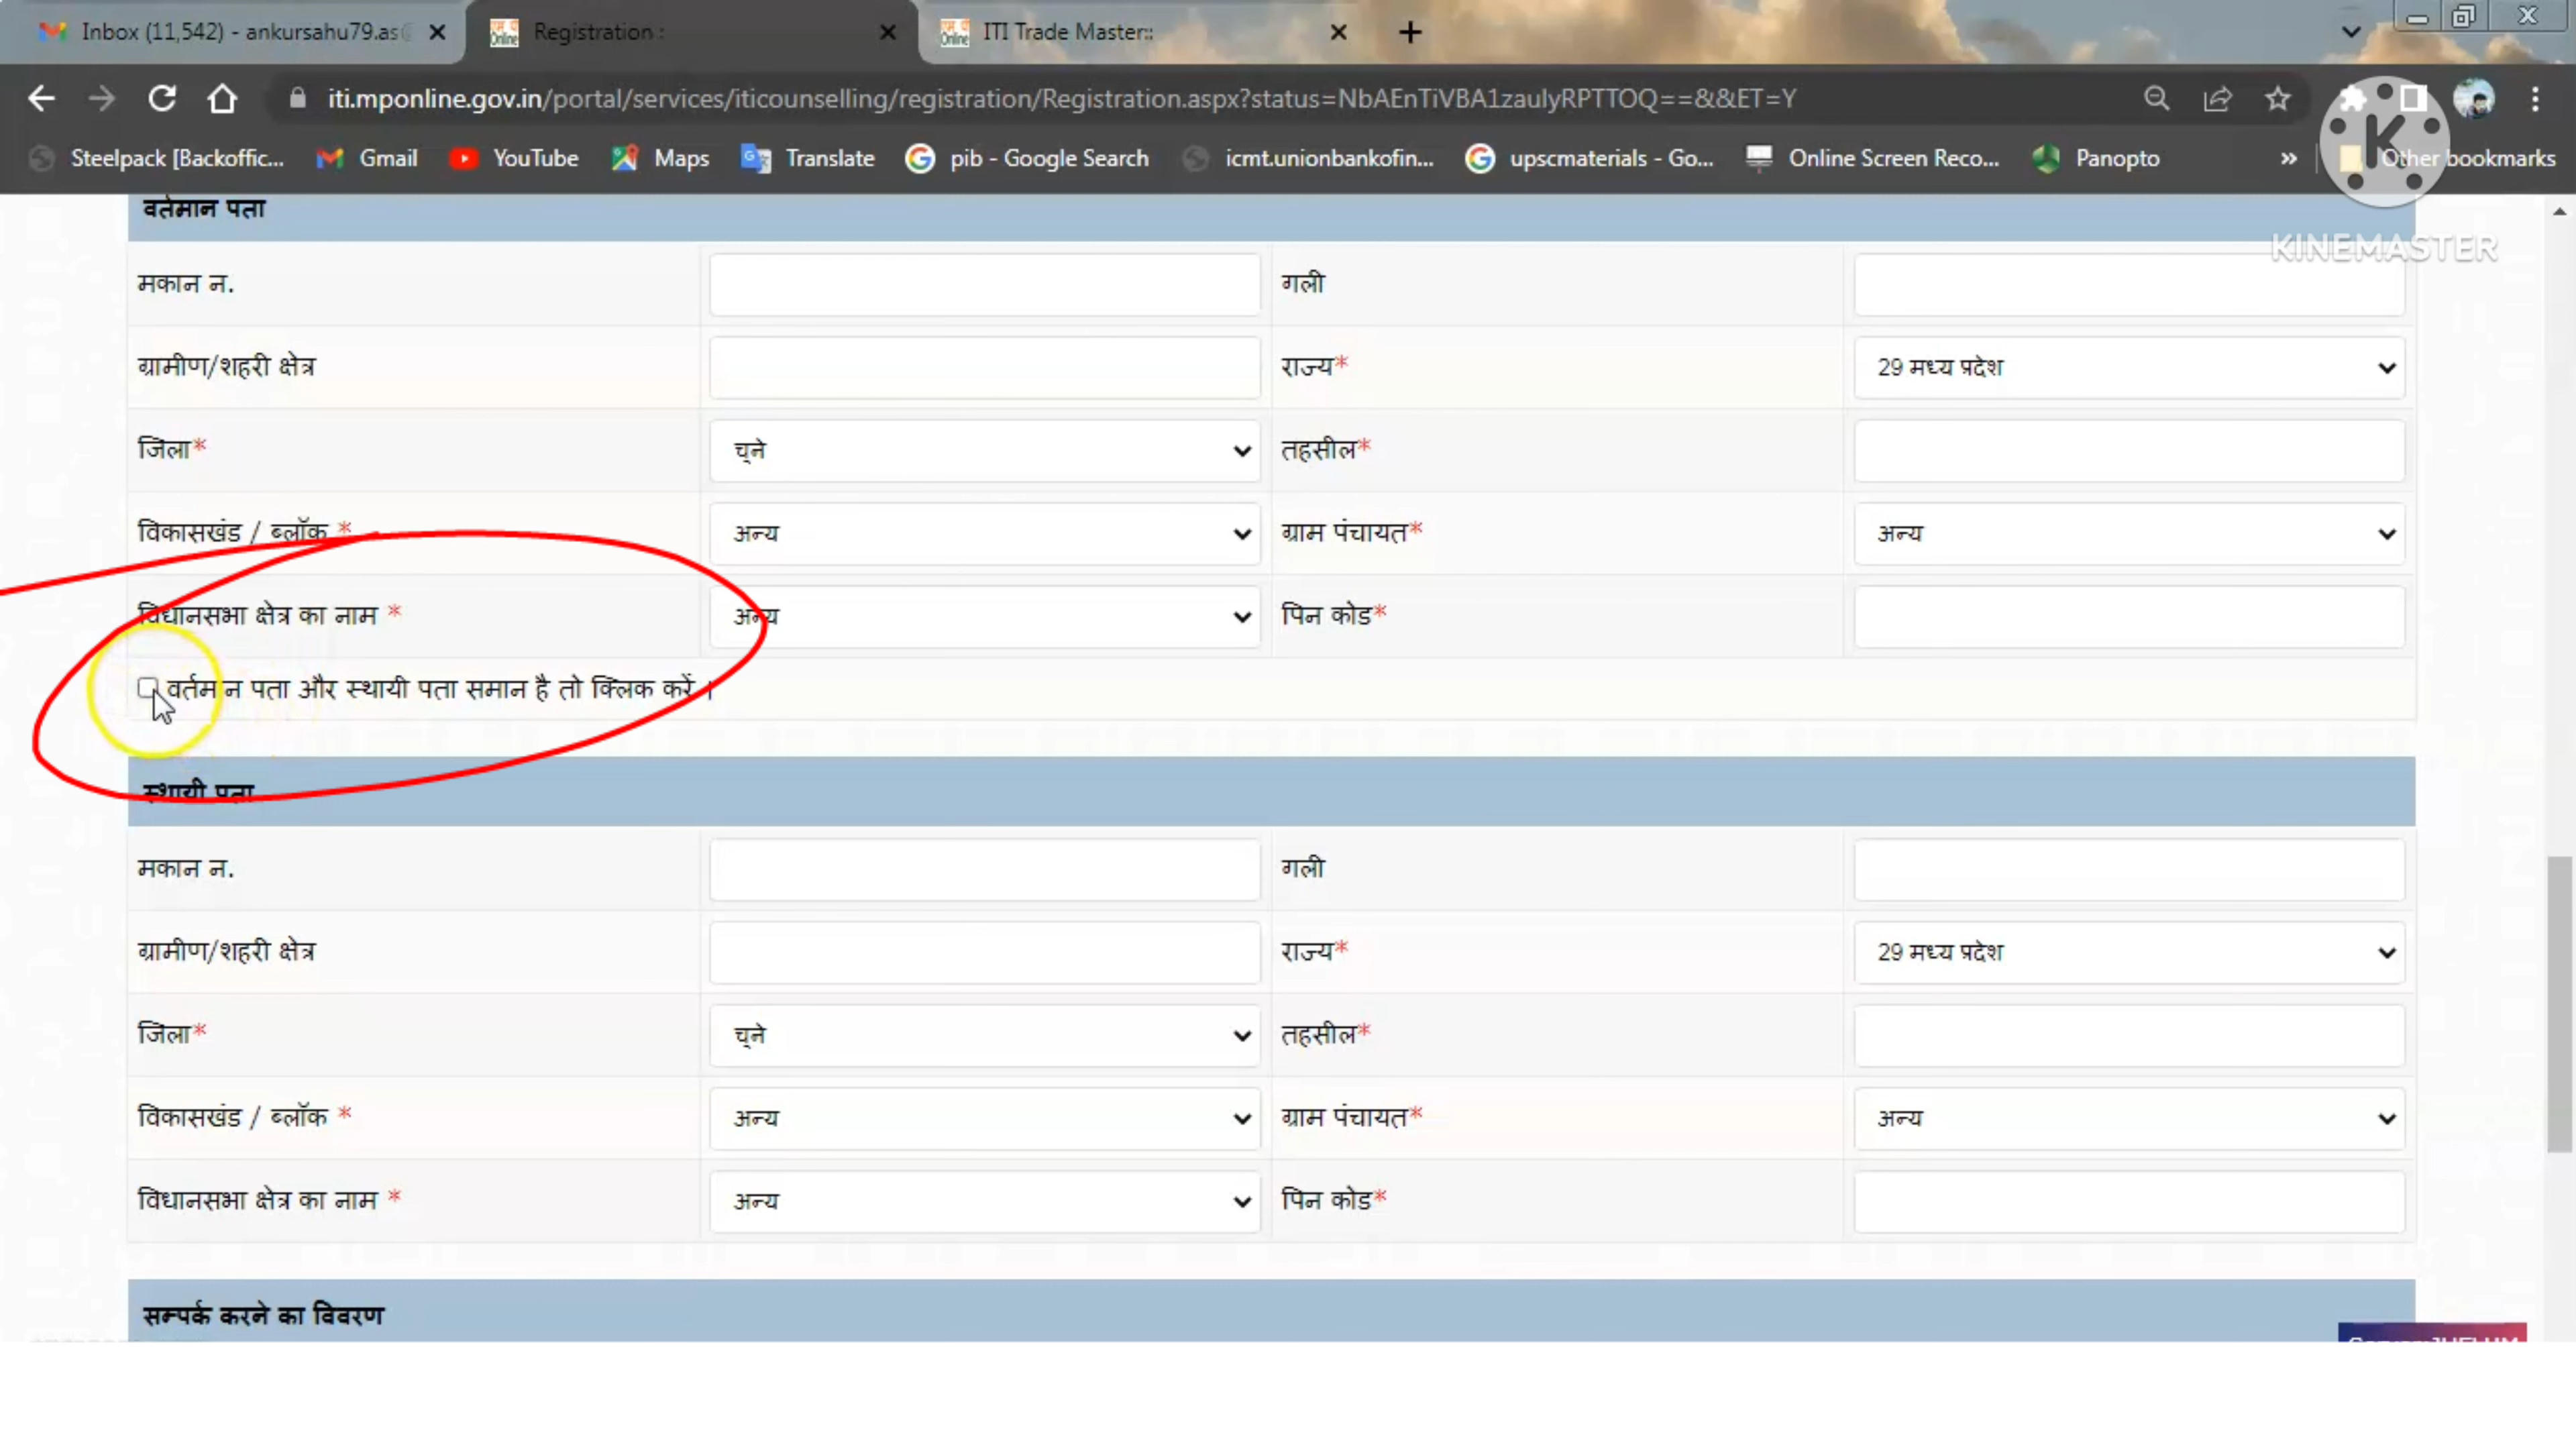 Inbox (11,542) - ankursahu79.as@
Registration :
ITI Trade Master::
iti.mponline.gov.in/portal/services/iticounselling/registration/Registration.aspx?status=NbAEnTiVBA1zaulyRPTTOQ==&&ET=Y
Steelpack [Backoffic... Gmail YouTube Maps Translate pib - Google Search icmt.unionbankofin... upscmaterials - Go... Online Screen Reco... Panopto » Other bookmarks
K
KINEMASTER
वर्तमान पता
मकान न. गली
ग्रामीण/शहरी क्षेत्र राज्य* 29 मध्य प्रदेश
जिला* चुने तहसील*
विकासखंड / ब्लॉक * अन्य ग्राम पंचायत* अन्य
विधानसभा क्षेत्र का नाम * अन्य पिन कोड*
वर्तमान पता और स्थायी पता समान है तो क्लिक करें ।
स्थायी पता
मकान न. गली
ग्रामीण/शहरी क्षेत्र राज्य* 29 मध्य प्रदेश
जिला* चुने तहसील*
विकासखंड / ब्लॉक * अन्य ग्राम पंचायत* अन्य
विधानसभा क्षेत्र का नाम * अन्य पिन कोड*
सम्पर्क करने का विवरण